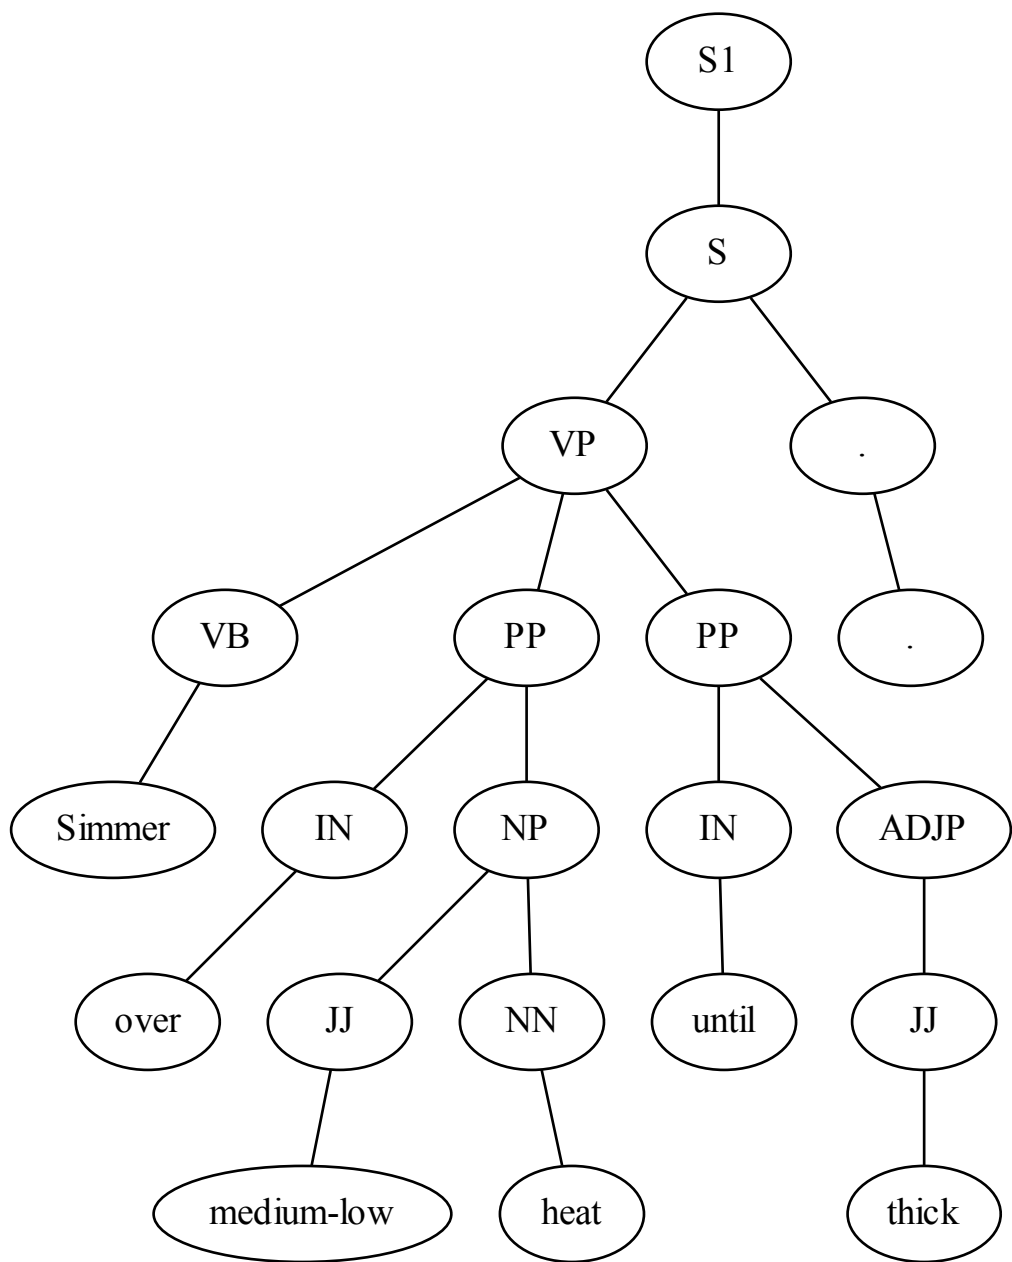 S1
S
VP .
VB PP PP .
Simmer IN NP IN ADJP
over JJ NN until JJ
medium-low heat thick